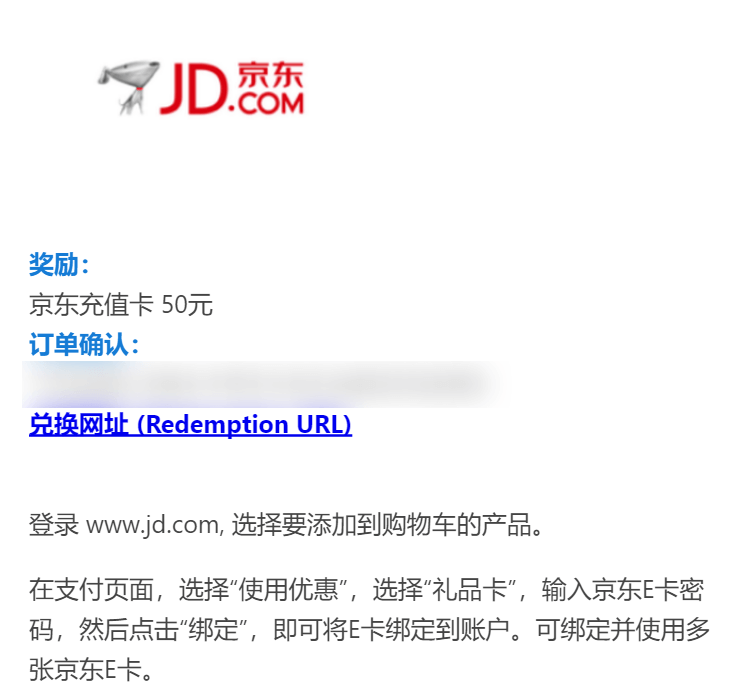 JD.COM 京东
奖励：
京东充值卡 50元
订单确认：
兑换网址 (Redemption URL)
登录 www.jd.com, 选择要添加到购物车的产品。
在支付页面，选择“使用优惠”，选择“礼品卡”，输入京东E卡密
码，然后点击“绑定”，即可将E卡绑定到账户。可绑定并使用多
张京东E卡。